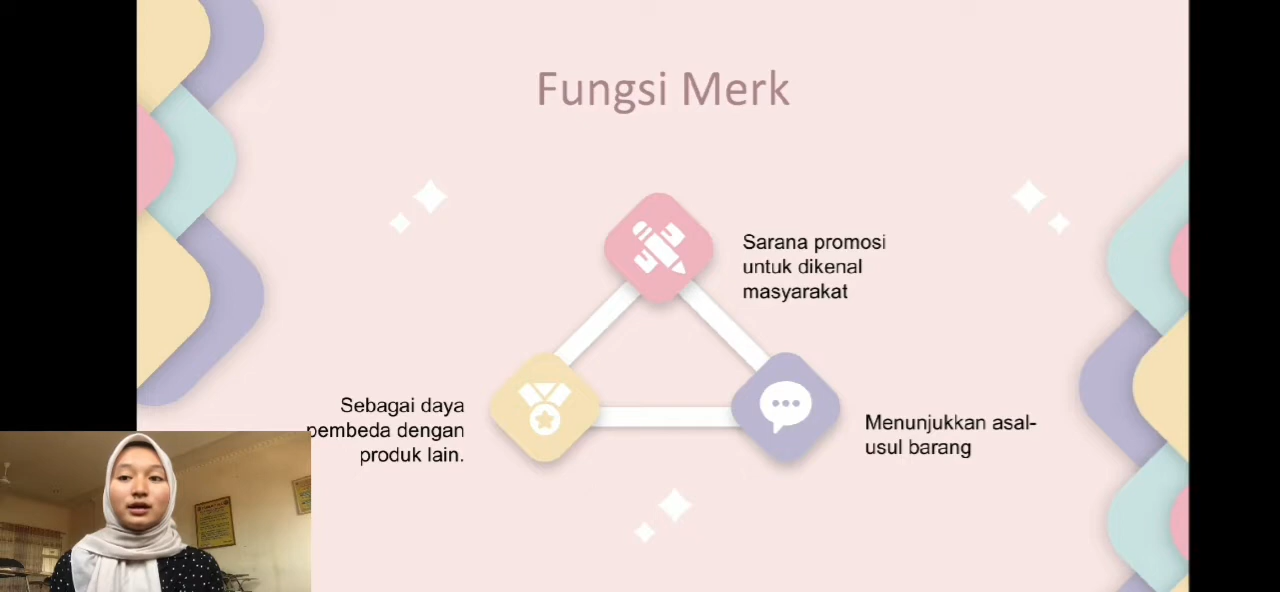 Fungsi Merk
Sarana promosi
untuk dikenal
masyarakat
Sebagai daya
pembeda dengan
produk lain.
Menunjukkan asal-
usul barang